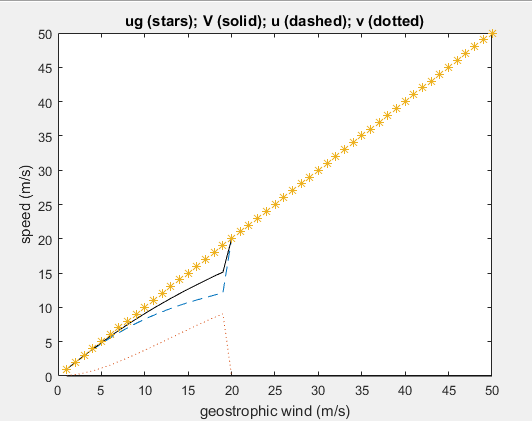 ug (stars); V (solid); u (dashed); v (dotted)
50
45
40
35
30
25
20
15
10
5
0
speed (m/s)
0 5 10 15 20 25 30 35 40 45 50
geostrophic wind (m/s)